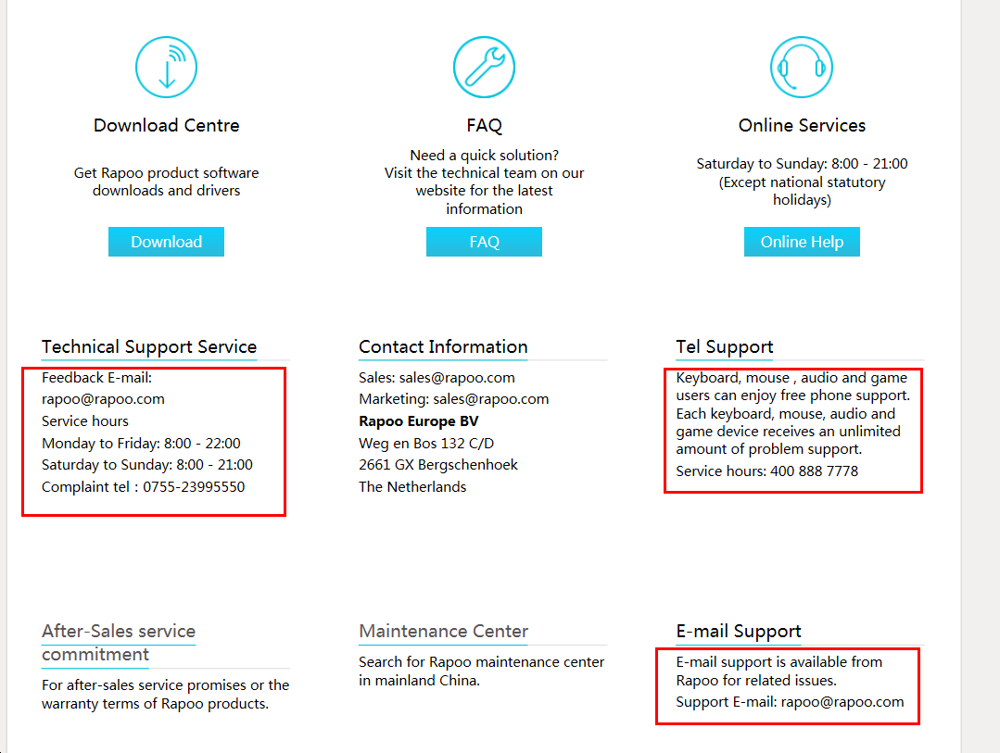 Download Centre
Get Rapoo product software
downloads and drivers
Download
FAQ
Need a quick solution?
Visit the technical team on our
website for the latest
information
FAQ
Online Services
Saturday to Sunday: 8:00 - 21:00
(Except national statutory
holidays)
Online Help
Technical Support Service
Feedback E-mail:
rapoo@rapoo.com
Service hours
Monday to Friday: 8:00 - 22:00
Saturday to Sunday: 8:00 - 21:00
Complaint tel：0755-23995550
Contact Information
Sales: sales@rapoo.com
Marketing: sales@rapoo.com
Rapoo Europe BV
Weg en Bos 132 C/D
2661 GX Bergschenhoek
The Netherlands
Tel Support
Keyboard, mouse , audio and game
users can enjoy free phone support.
Each keyboard, mouse, audio and
game device receives an unlimited
amount of problem support.
Service hours: 400 888 7778
After-Sales service
commitment
For after-sales service promises or the
warranty terms of Rapoo products.
Maintenance Center
Search for Rapoo maintenance center
in mainland China.
E-mail Support
E-mail support is available from
Rapoo for related issues.
Support E-mail: rapoo@rapoo.com